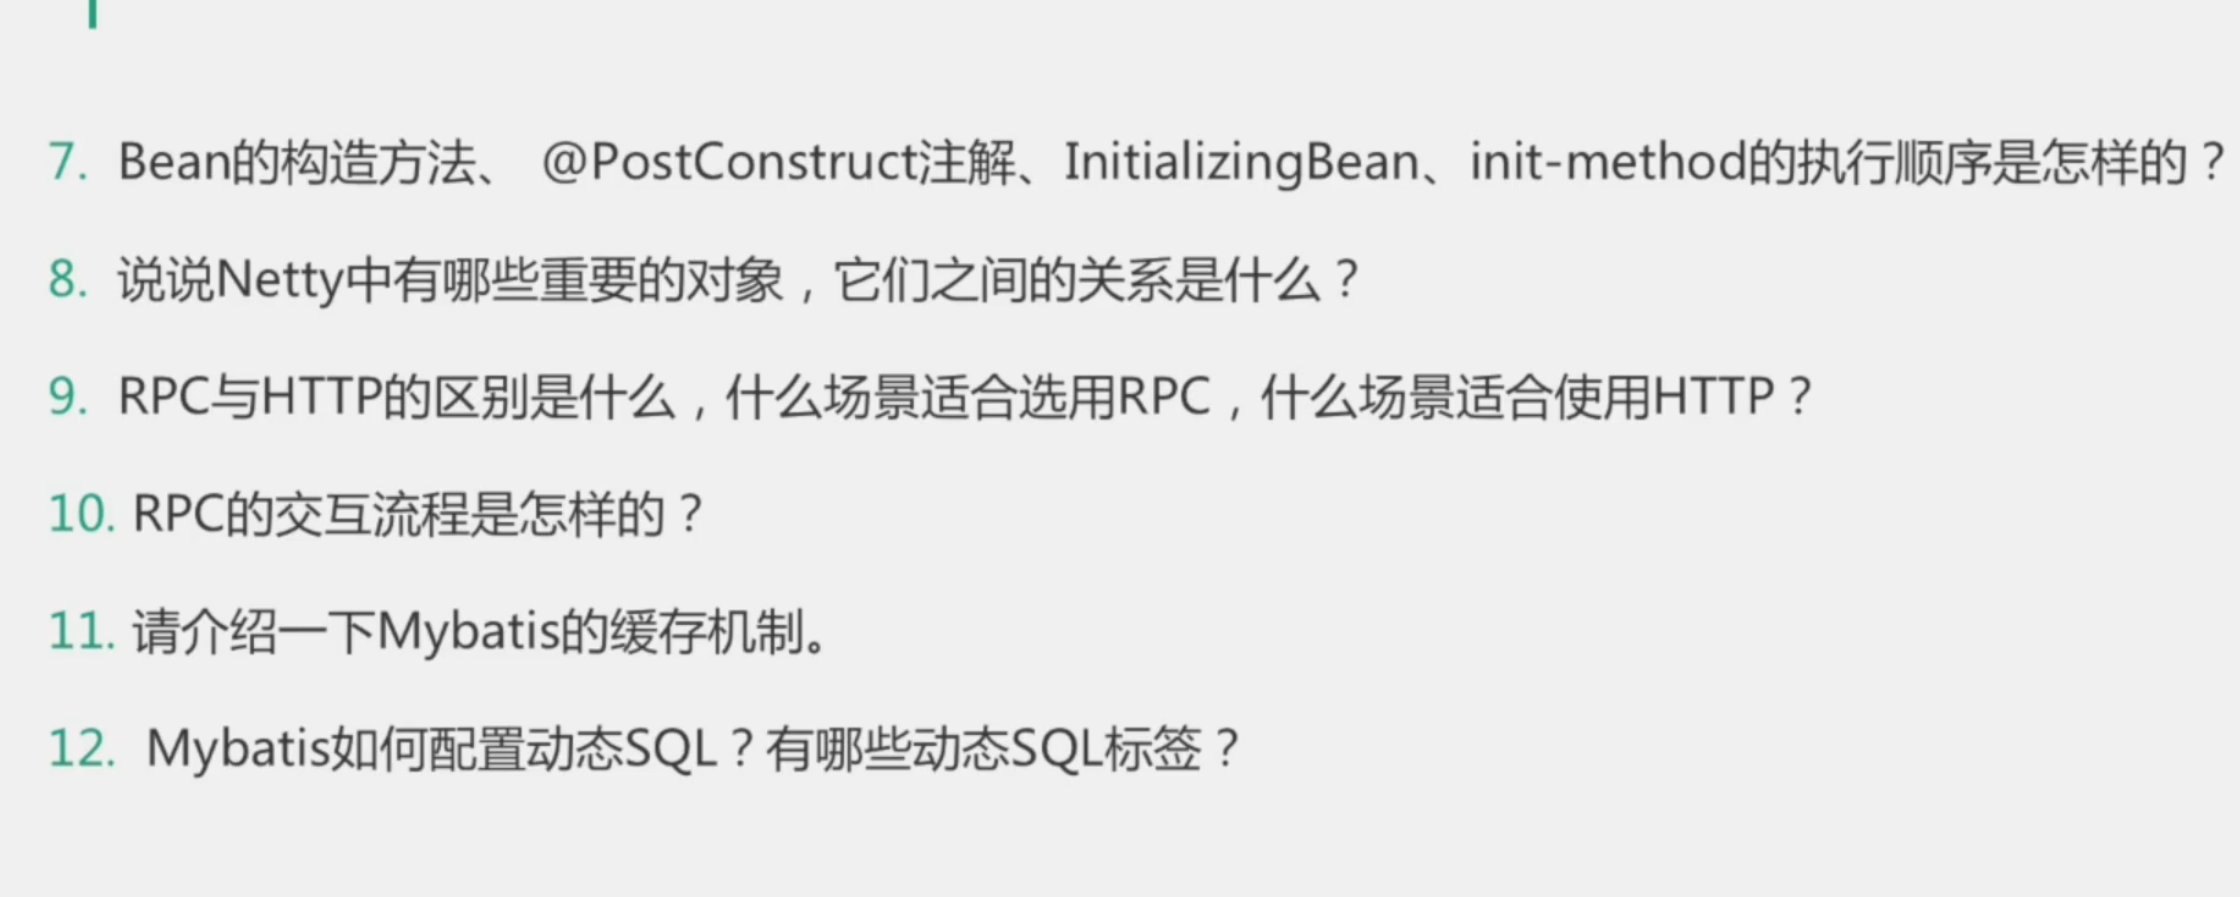 7. Bean的构造方法、 @PostConstruct注解、InitializingBean、init-method的执行顺序是怎样的？
8. 说说Netty中有哪些重要的对象，它们之间的关系是什么？
9. RPC与HTTP的区别是什么，什么场景适合选用RPC，什么场景适合使用HTTP？
10. RPC的交互流程是怎样的？
11. 请介绍一下Mybatis的缓存机制。
12. Mybatis如何配置动态SQL？有哪些动态SQL标签？